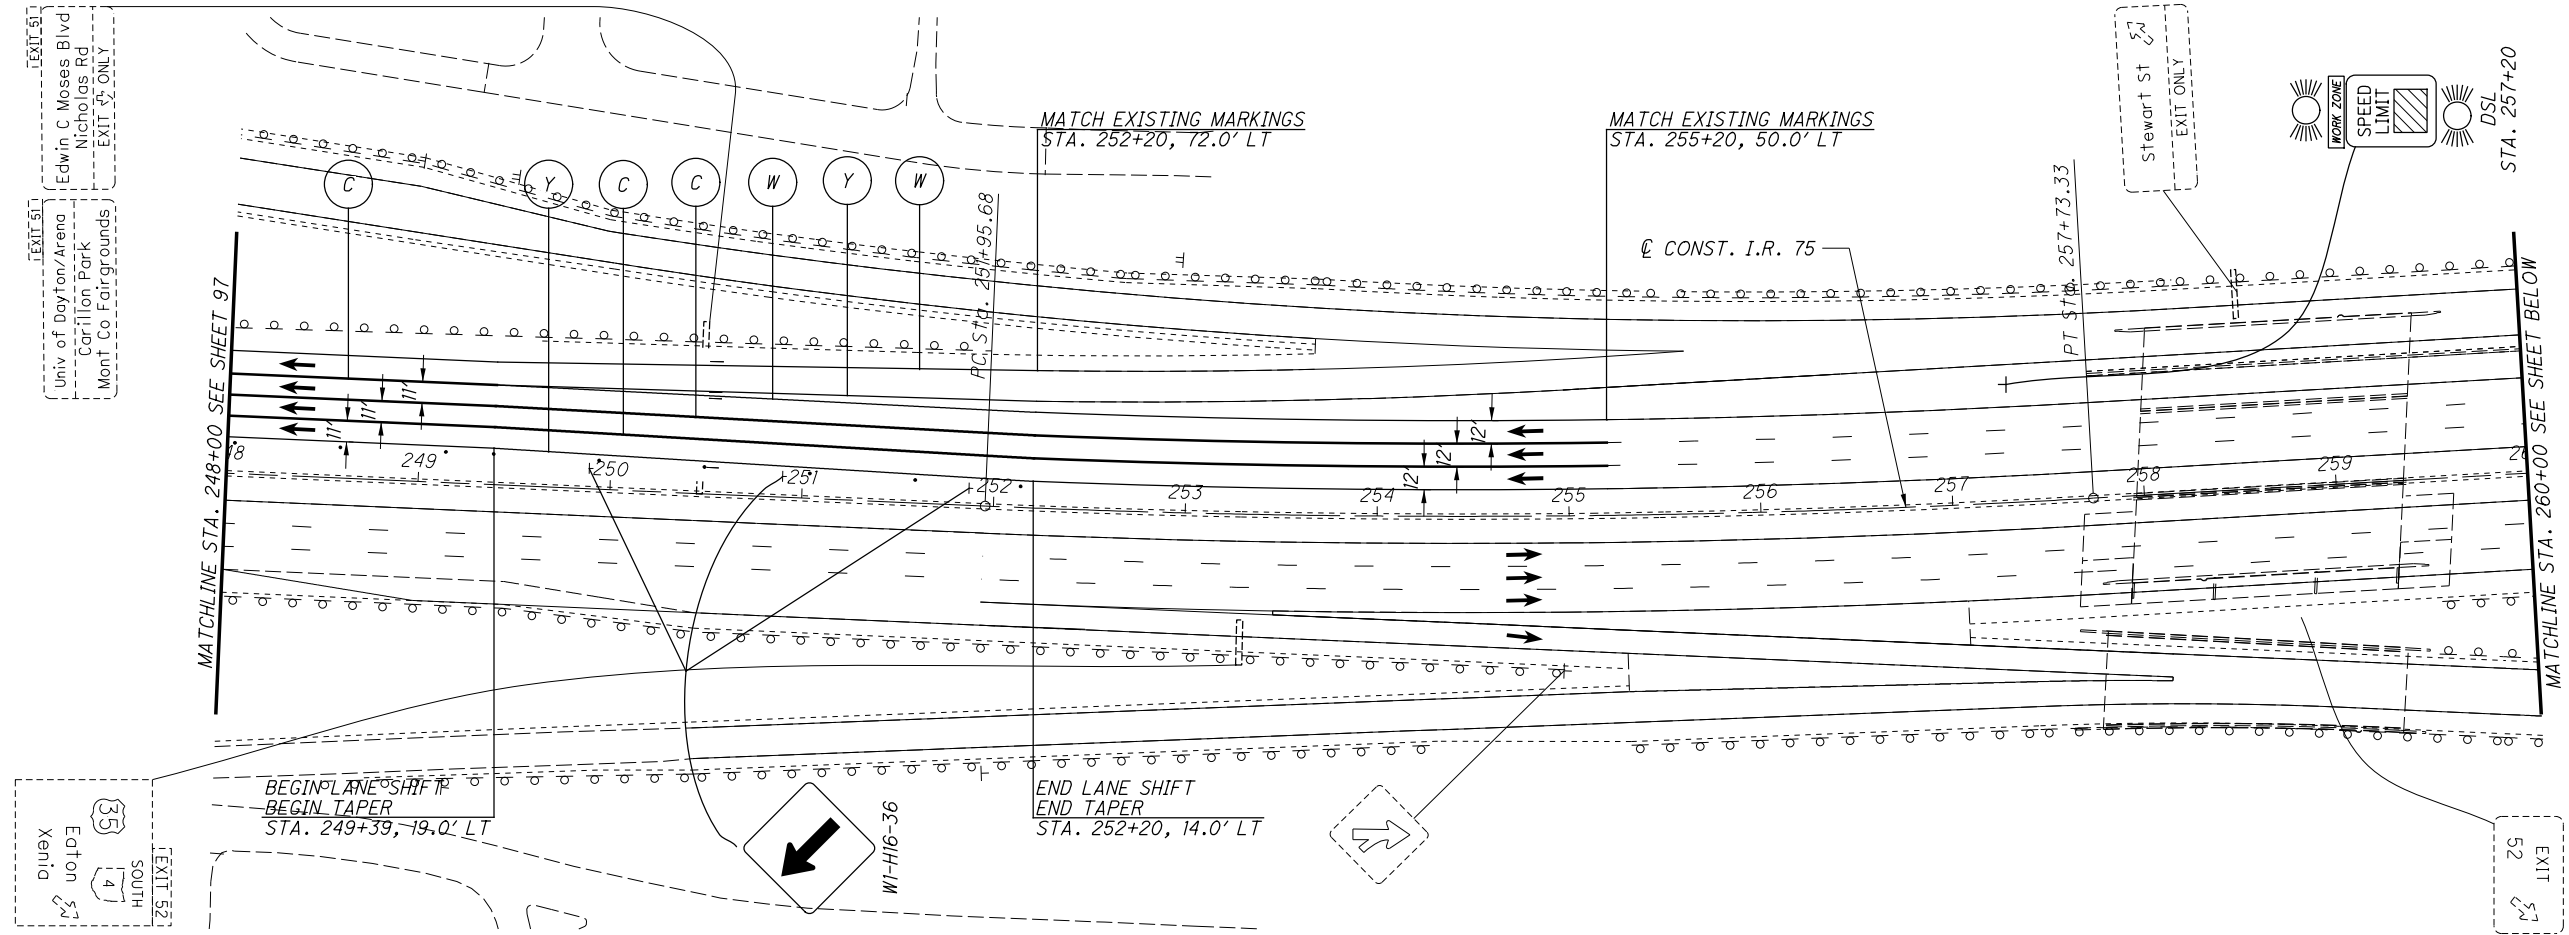 EXIT 51
Edwin C Moses Blvd
Nicholas Rd
EXIT ONLY
EXIT 51
Univ of Dayton/Arena
Carillon Park
Mont Co Fairgrounds
MATCHLINE STA. 248+00 SEE SHEET 97
C
Y
C
C
W
Y
W
PC Sta. 251+95.68
MATCH EXISTING MARKINGS
STA. 252+20, 72.0' LT
MATCH EXISTING MARKINGS
STA. 255+20, 50.0' LT
℄ CONST. I.R. 75
PT Sta. 257+73.33
Stewart St
EXIT ONLY
WORK ZONE
SPEED
LIMIT
DSL
STA. 257+20
11'
11'
11'
12'
12'
12'
249
250
251
252
253
254
255
256
257
258
259
MATCHLINE STA. 260+00 SEE SHEET BELOW
BEGIN LANE SHIFT
BEGIN TAPER
STA. 249+39, 19.0' LT
END LANE SHIFT
END TAPER
STA. 252+20, 14.0' LT
W1-H16-36
EXIT 52
35
SOUTH
4
Eaton
Xenia
EXIT
52